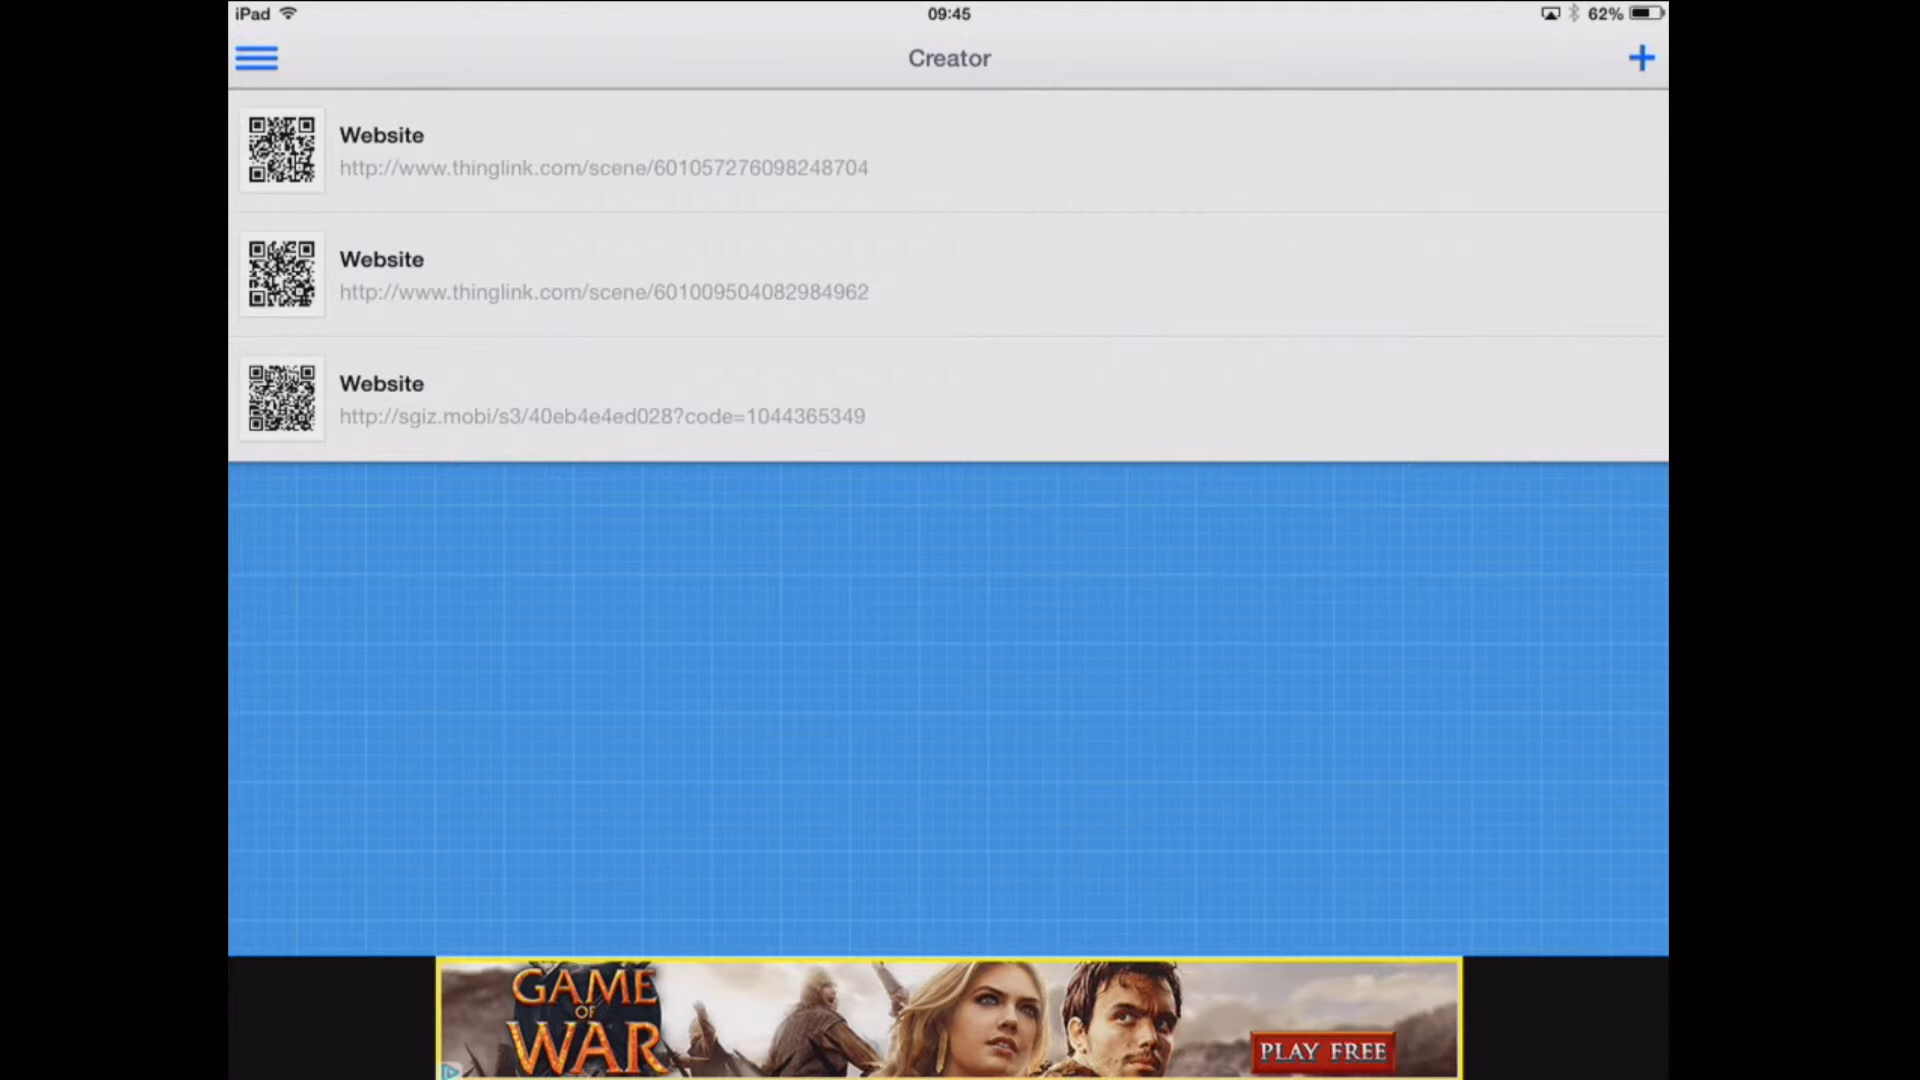 iPad 09:45 62%
Creator
Website
http://www.thinglink.com/scene/601057276098248704
Website
http://www.thinglink.com/scene/601009504082984962
Website
http://sgiz.mobi/s3/40eb4e4ed028?code=1044365349
GAME
OF
WAR
PLAY FREE